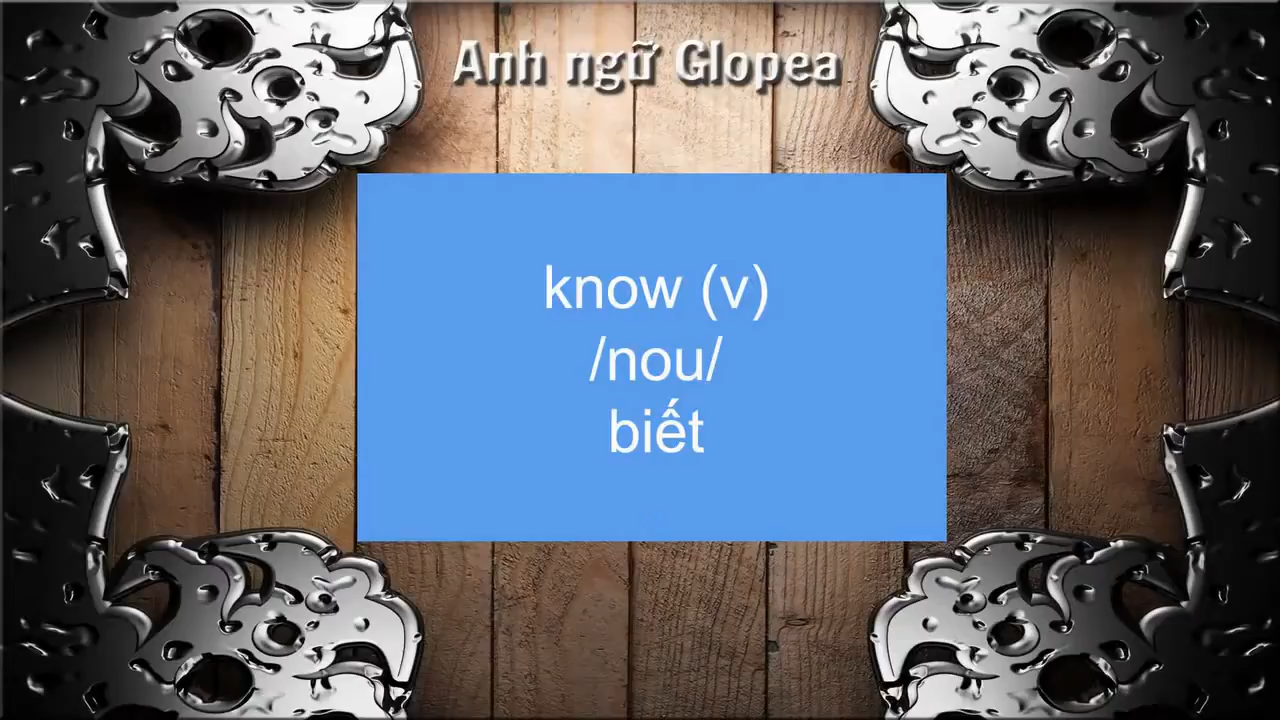 Anh ngữ Glopea
know (v)
/nou/
biết